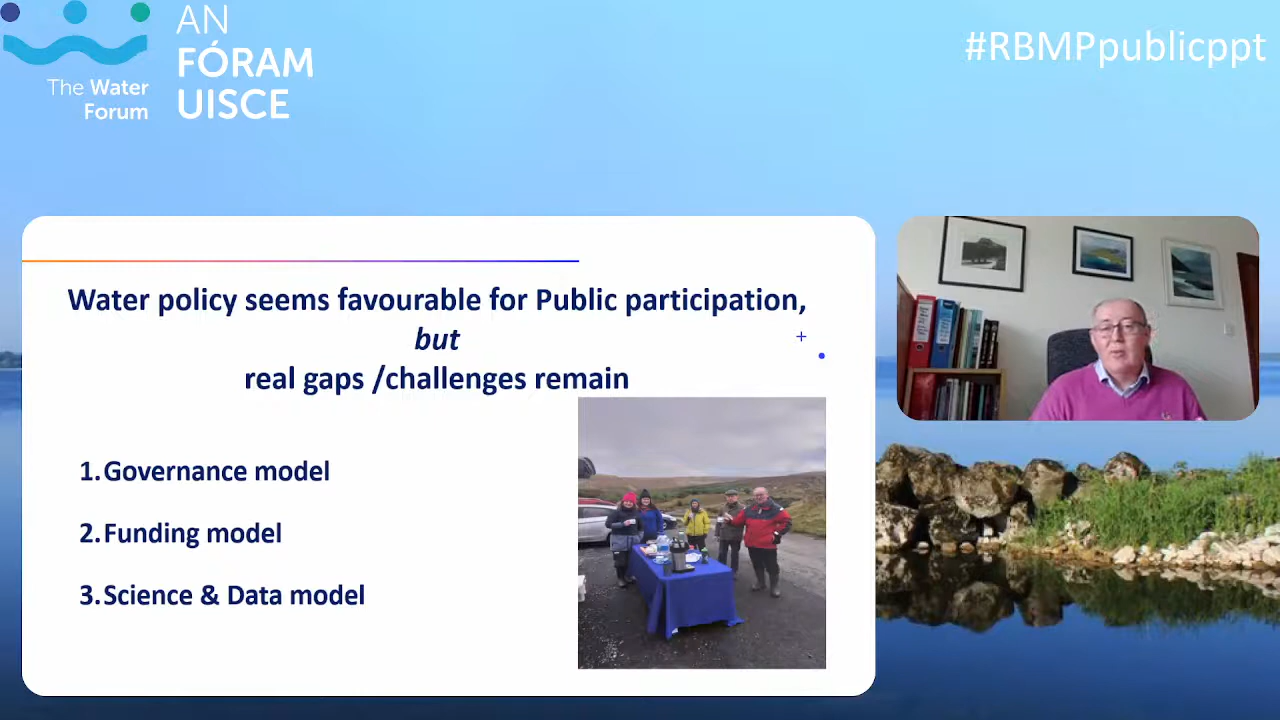 The Water
Forum
AN
FÓRAM
UISCE
#RBMPpublicppt
Water policy seems favourable for Public participation,
but
real gaps /challenges remain
1.Governance model
2.Funding model
3.Science & Data model